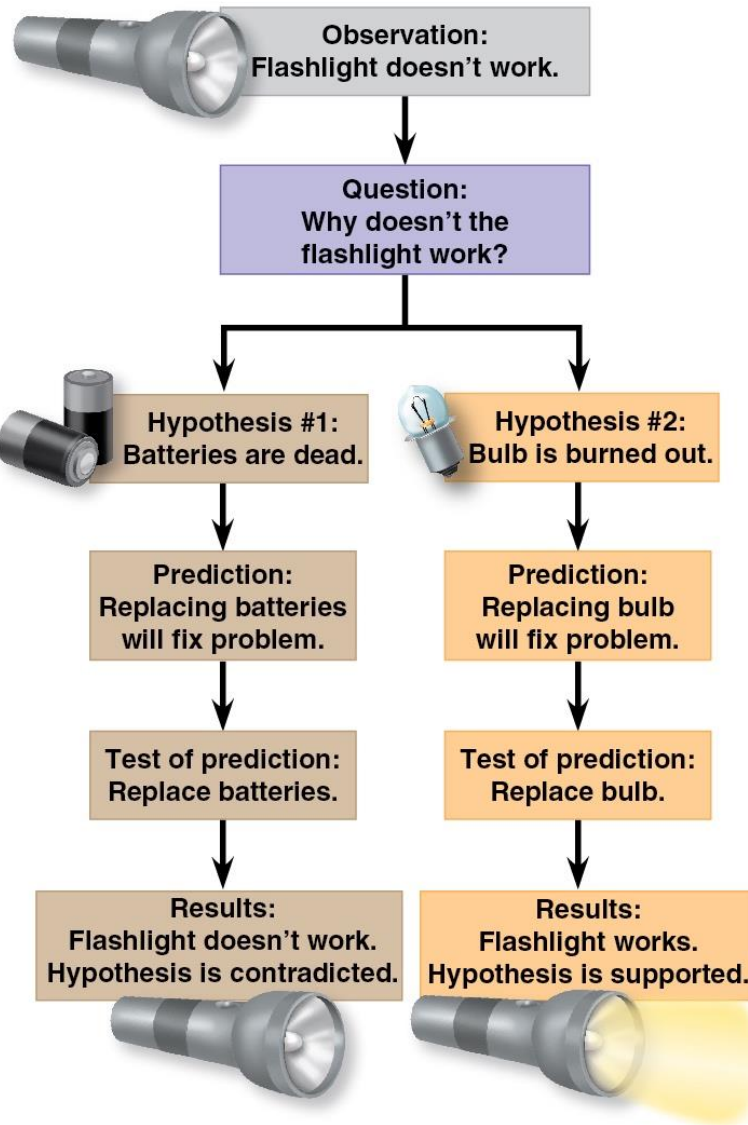 Observation:
Flashlight doesn’t work.
Question:
Why doesn’t the
flashlight work?
Hypothesis #1:
Batteries are dead.
Prediction:
Replacing batteries
will fix problem.
Test of prediction:
Replace batteries.
Results:
Flashlight doesn’t work.
Hypothesis is contradicted.
Hypothesis #2:
Bulb is burned out.
Prediction:
Replacing bulb
will fix problem.
Test of prediction:
Replace bulb.
Results:
Flashlight works.
Hypothesis is supported.